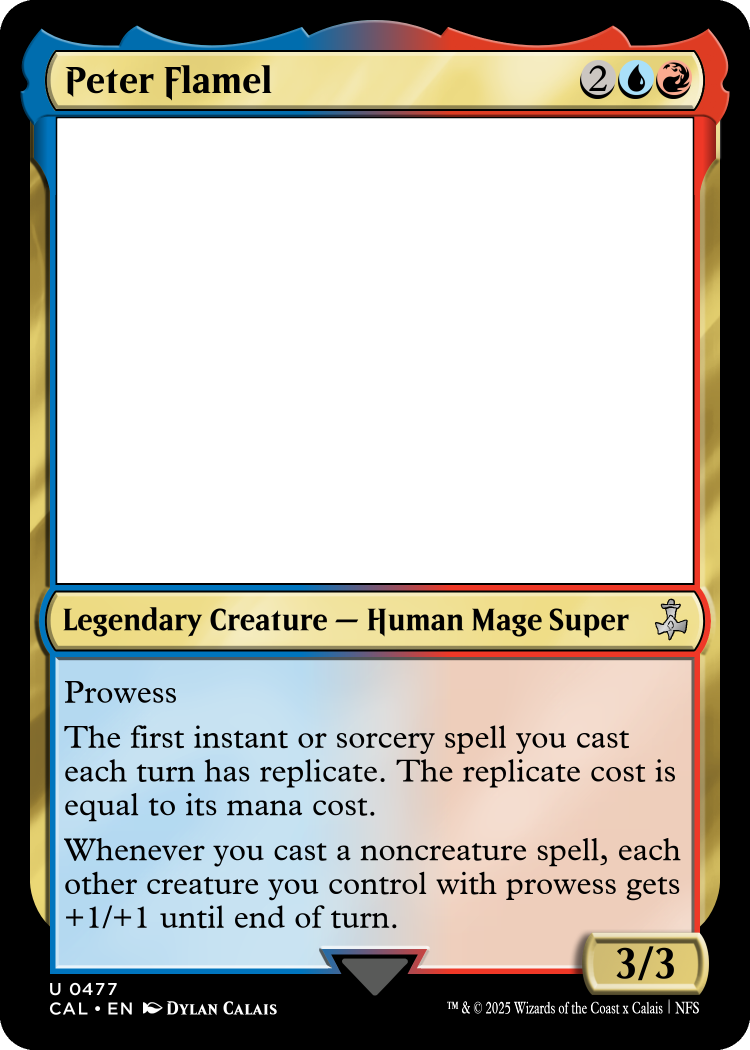 Peter Flamel 2
Legendary Creature — Human Mage Super
Prowess
The first instant or sorcery spell you cast
each turn has replicate. The replicate cost is
equal to its mana cost.
Whenever you cast a noncreature spell, each
other creature you control with prowess gets
+1/+1 until end of turn.
3/3
U 0477
CAL • EN Dylan Calais
™ & © 2025 Wizards of the Coast x Calais | NFS